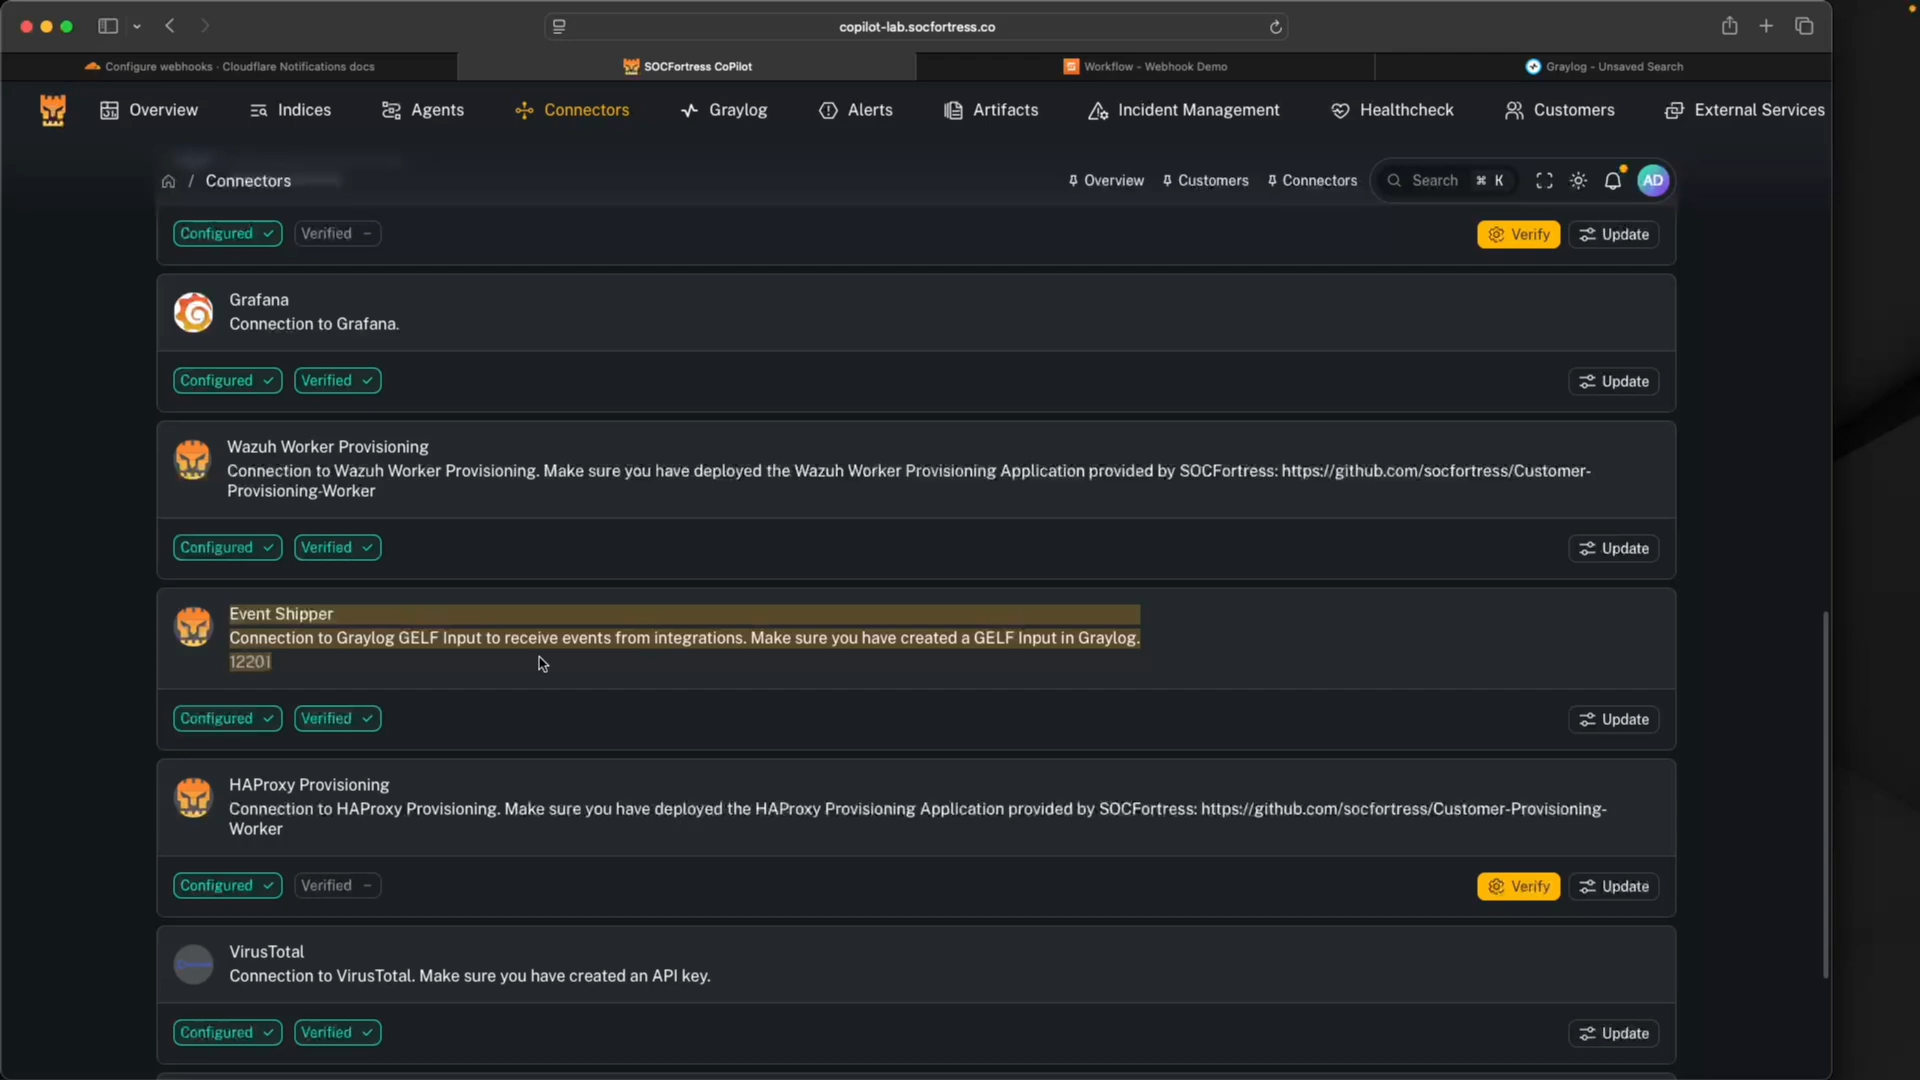 copilot-lab.socfortress.co
Configure webhooks · Cloudflare Notifications docs
SOCFortress CoPilot
Workflow - Webhook Demo
Graylog - Unsaved Search
Overview
Indices
Agents
Connectors
Graylog
Alerts
Artifacts
Incident Management
Healthcheck
Customers
External Services
/ Connectors
Overview
Customers
Connectors
Search ⌘ K
AD
Configured
Verified
Verify
Update
Grafana
Connection to Grafana.
Configured
Verified
Update
Wazuh Worker Provisioning
Connection to Wazuh Worker Provisioning. Make sure you have deployed the Wazuh Worker Provisioning Application provided by SOCFortress: https://github.com/socfortress/Customer-
Provisioning-Worker
Configured
Verified
Update
Event Shipper
Connection to Graylog GELF Input to receive events from integrations. Make sure you have created a GELF Input in Graylog.
12201
Configured
Verified
Update
HAProxy Provisioning
Connection to HAProxy Provisioning. Make sure you have deployed the HAProxy Provisioning Application provided by SOCFortress: https://github.com/socfortress/Customer-Provisioning-
Worker
Configured
Verified
Verify
Update
VirusTotal
Connection to VirusTotal. Make sure you have created an API key.
Configured
Verified
Update